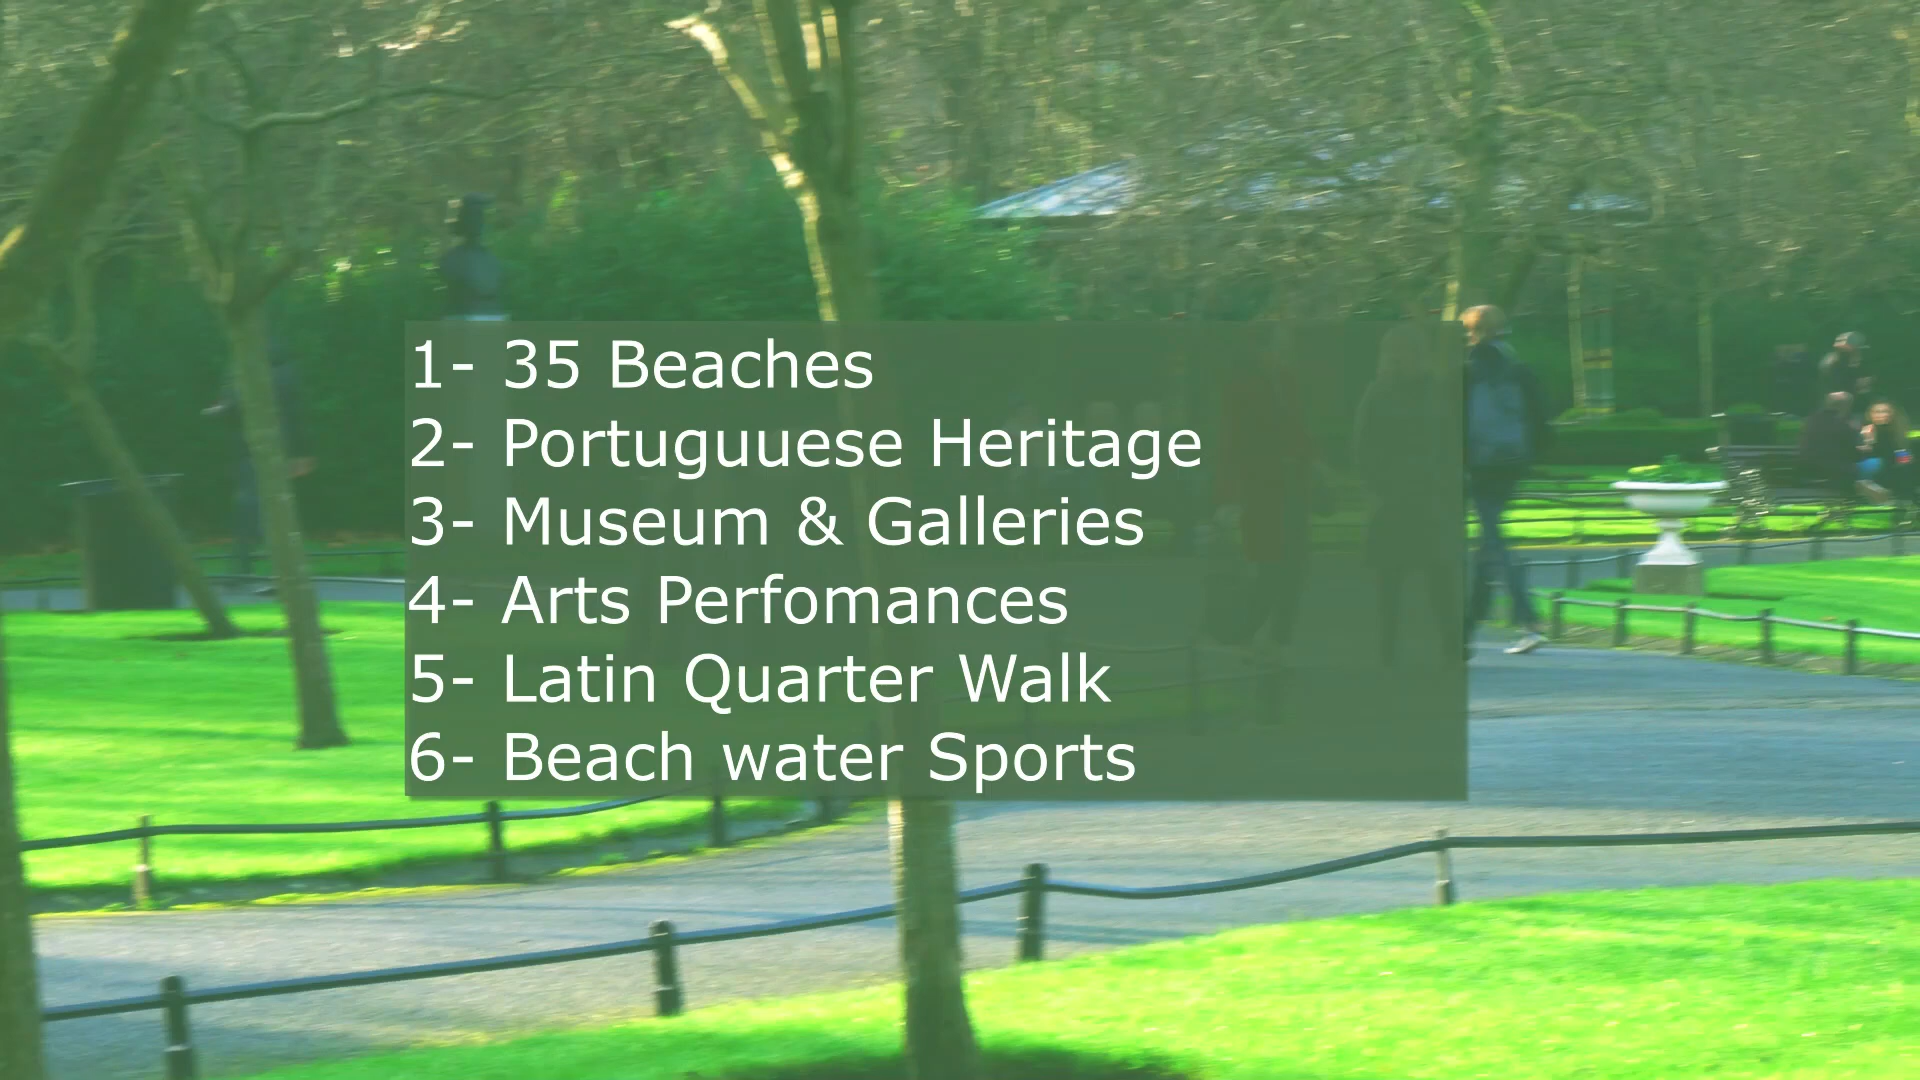 1- 35 Beaches
2- Portuguuese Heritage
3- Museum & Galleries
4- Arts Perfomances
5- Latin Quarter Walk
6- Beach water Sports